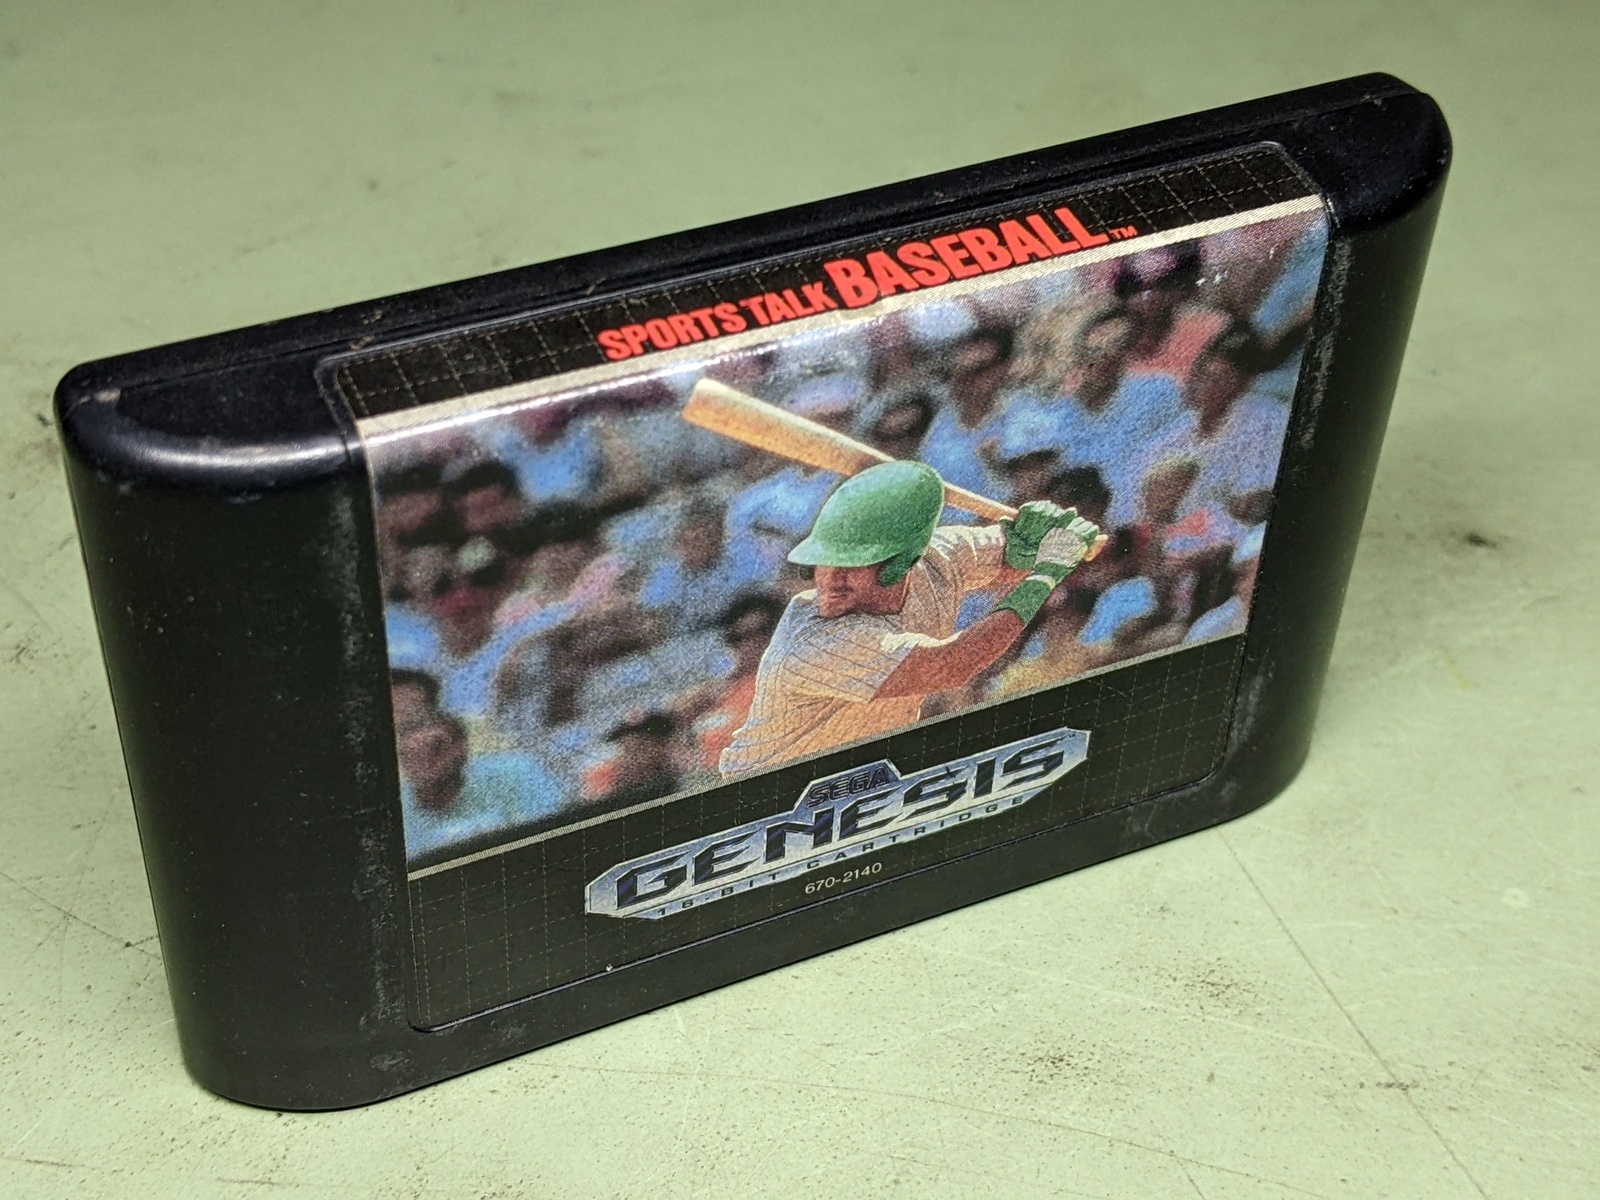 SPORTS TALK BASEBALL™
SEGA
GENESIS
16-BIT CARTRIDGE
670-2140